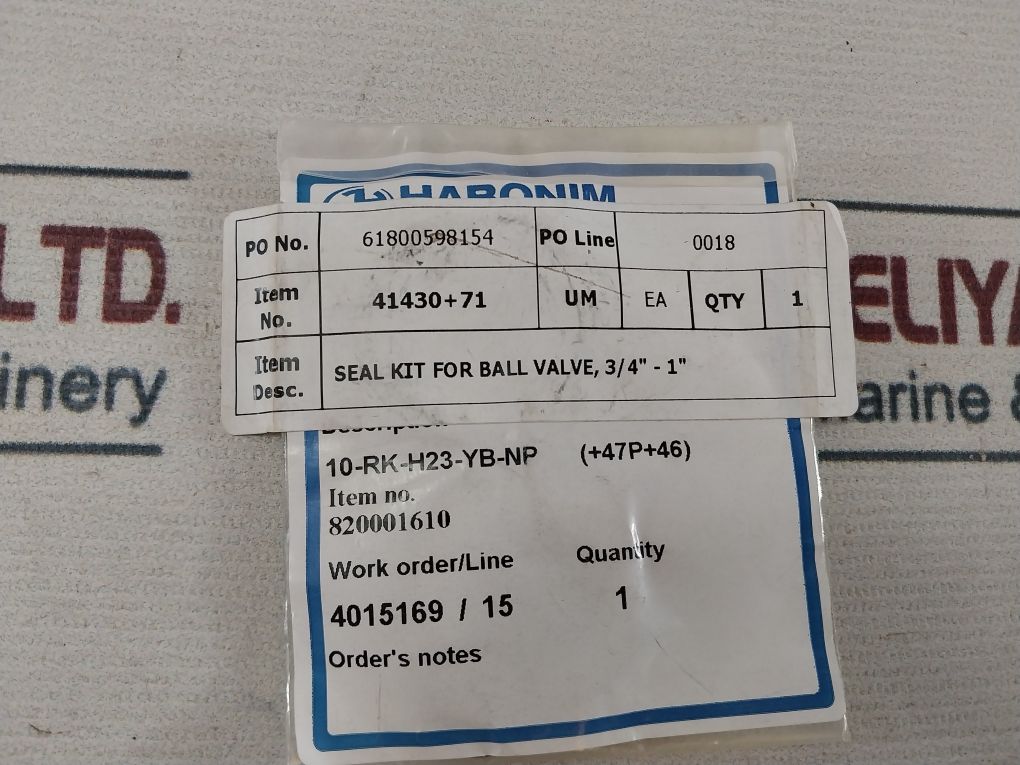 HABONIM
PO No. 61800598154 PO Line 0018
Item No. 41430+71 UM EA QTY 1
Item Desc. SEAL KIT FOR BALL VALVE, 3/4" - 1"
Description
10-RK-H23-YB-NP (+47P+46)
Item no.
820001610
Work order/Line Quantity
4015169 / 15 1
Order's notes
LTD.
inery
ELIYA
arine &